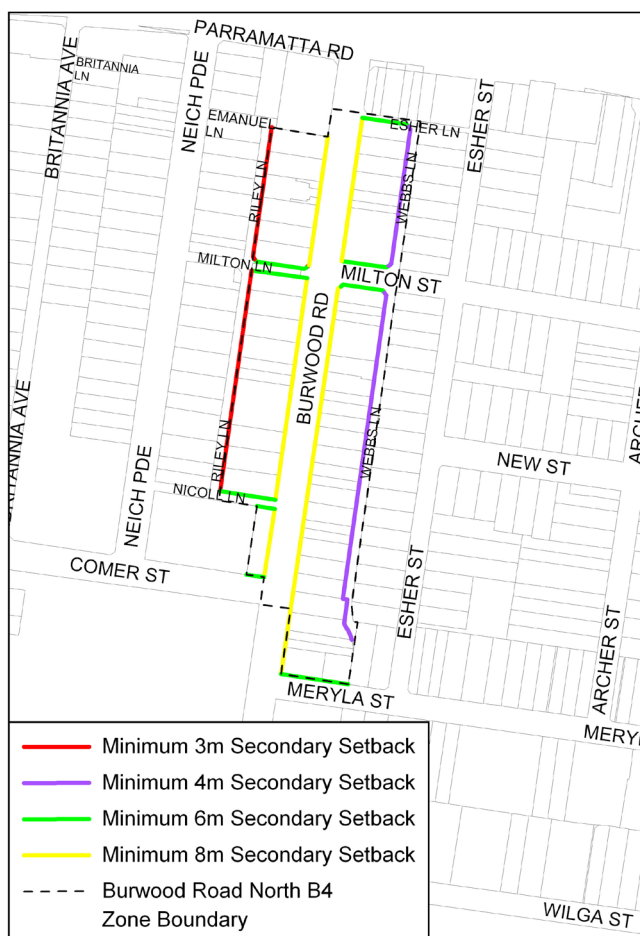 PARRAMATTA RD
BRITANNIA AVE
BRITANNIA
LN
NEICH PDE
EMANUEL
LN
ESHER LN
ESHER ST
RILEY LN
WEBBS LN
MILTON LN
MILTON ST
BURWOOD RD
BRITANNIA AVE
RILEY LN
WEBBS LN
ARCHER
NEW ST
NEICH PDE
NICOLL LN
COMER ST
ESHER ST
ARCHER ST
MERYLA ST
MERYL
Minimum 3m Secondary Setback
Minimum 4m Secondary Setback
Minimum 6m Secondary Setback
Minimum 8m Secondary Setback
Burwood Road North B4
Zone Boundary
WILGA ST